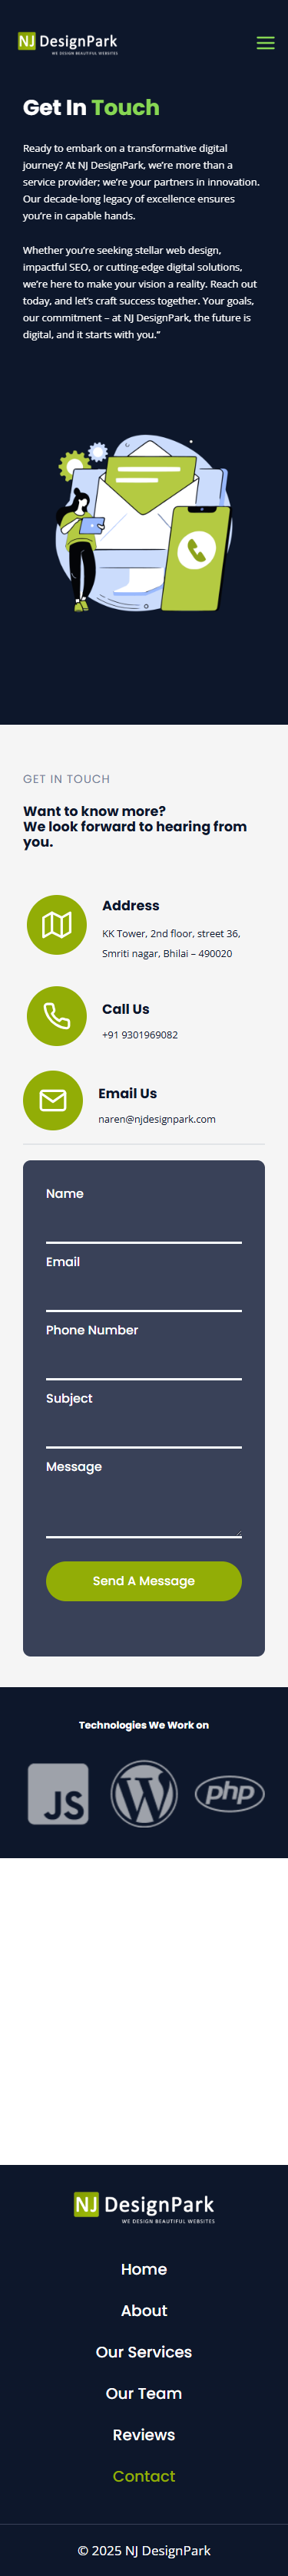 NJ DesignPark
WE DESIGN BEAUTIFUL WEBSITES
Get In Touch
Ready to embark on a transformative digital
journey? At NJ DesignPark, we’re more than a
service provider; we’re your partners in innovation.
Our decade-long legacy of excellence ensures
you’re in capable hands.
Whether you’re seeking stellar web design,
impactful SEO, or cutting-edge digital solutions,
we’re here to make your vision a reality. Reach out
today, and let’s craft success together. Your goals,
our commitment – at NJ DesignPark, the future is
digital, and it starts with you.”
GET IN TOUCH
Want to know more?
We look forward to hearing from
you.
Address
KK Tower, 2nd floor, street 36,
Smriti nagar, Bhilai – 490020
Call Us
+91 9301969082
Email Us
naren@njdesignpark.com
Name
Email
Phone Number
Subject
Message
Send A Message
Technologies We Work on
JS
php
NJ DesignPark
WE DESIGN BEAUTIFUL WEBSITES
Home
About
Our Services
Our Team
Reviews
Contact
© 2025 NJ DesignPark